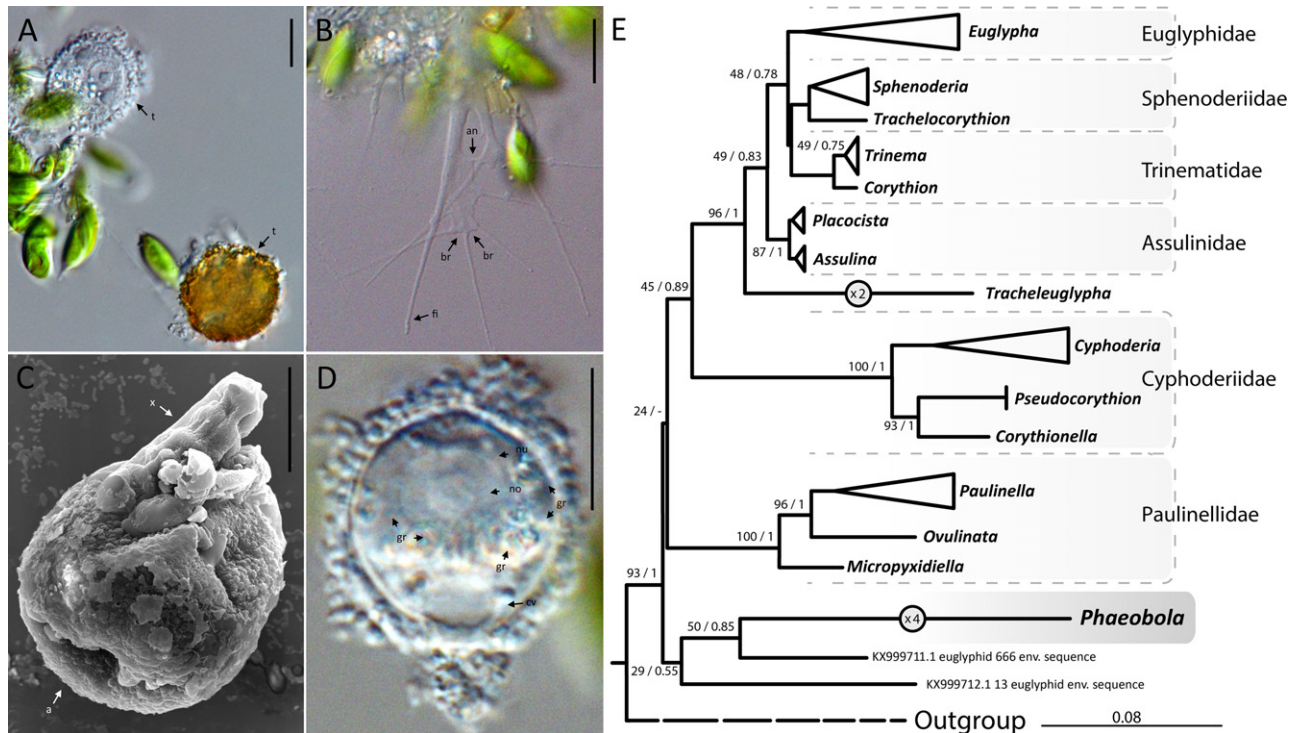 A
t
t
B
an
br
br
fi
C
x
a
D
nu
no
gr
gr
gr
gr
cv
E
Euglypha
Euglyphidae
48 / 0.78
Sphenoderia
Sphenoderiidae
Trachelocorythion
49 / 0.83
49 / 0.75
Trinema
Trinematidae
Corythion
96 / 1
Placocista
Assulinidae
87 / 1
Assulina
45 / 0.89
x2
Tracheleuglypha
Cyphoderia
100 / 1
Cyphoderiidae
Pseudocorythion
93 / 1
Corythionella
24 / -
Paulinella
96 / 1
Paulinellidae
Ovulinata
100 / 1
Micropyxidiella
93 / 1
x4
Phaeobola
50 / 0.85
KX999711.1 euglyphid 666 env. sequence
29 / 0.55
KX999712.1 13 euglyphid env. sequence
Outgroup
0.08